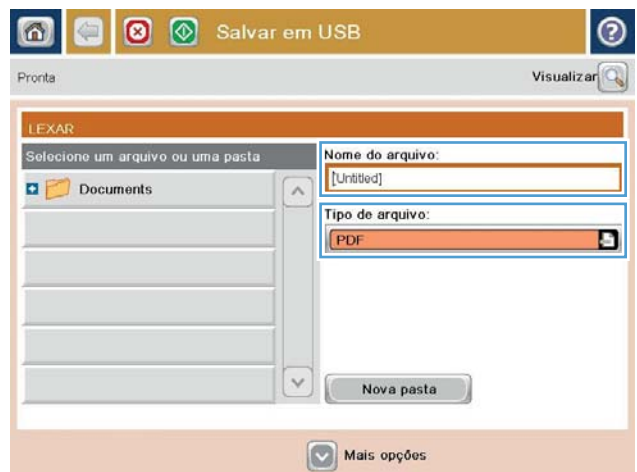 Salvar em USB
?
Pronta
Visualizar
LEXAR
Selecione um arquivo ou uma pasta
Documents
Nome do arquivo:
[Untitled]
Tipo de arquivo:
PDF
Nova pasta
Mais opções